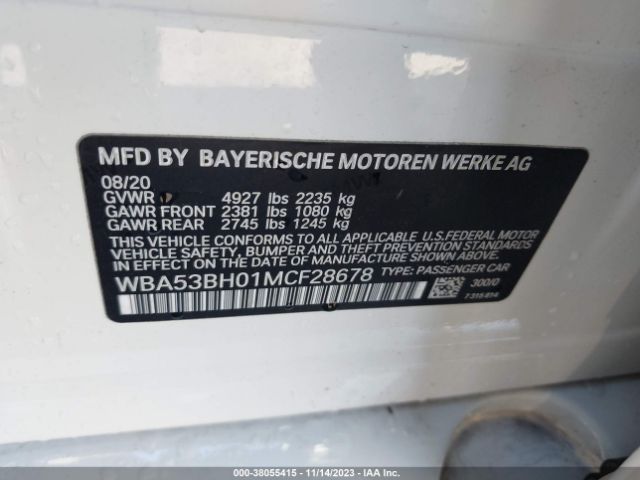 MFD BY BAYERISCHE MOTOREN WERKE AG
08/20
GVWR 4927 lbs 2235 kg
GAWR FRONT 2381 lbs 1080 kg
GAWR REAR 2745 lbs 1245 kg
THIS VEHICLE CONFORMS TO ALL APPLICABLE U.S.FEDERAL MOTOR
VEHICLE SAFETY, BUMPER, AND THEFT PREVENTION STANDARDS
IN EFFECT ON THE DATE OF MANUFACTURE SHOWN ABOVE.
WBA53BH01MCF28678 TYPE: PASSENGER CAR
300/0
7315814
000-38055415 - 11/14/2023 - IAA Inc.